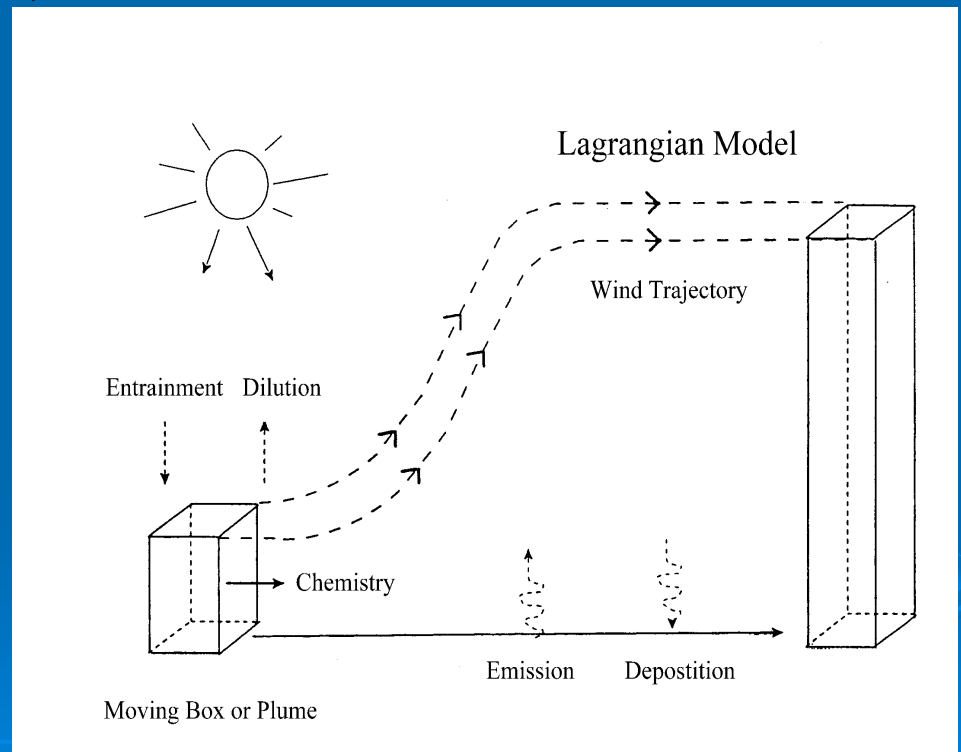 Lagrangian Model
Wind Trajectory
Entrainment Dilution
Chemistry
Emission Depostition
Moving Box or Plume